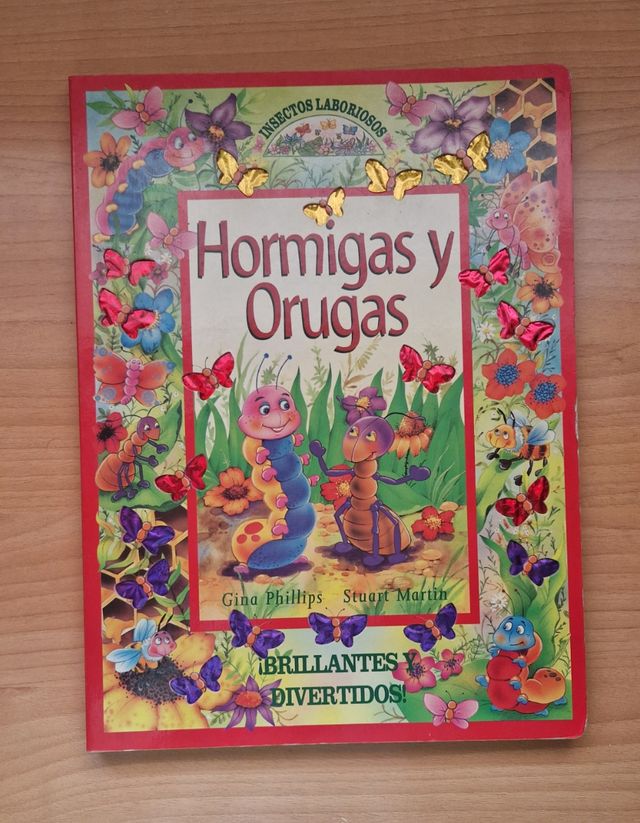 INSECTOS LABORIOSOS
Hormigas y
Orugas
Gina Phillips Stuart Martin
¡BRILLANTES Y
DIVERTIDOS!